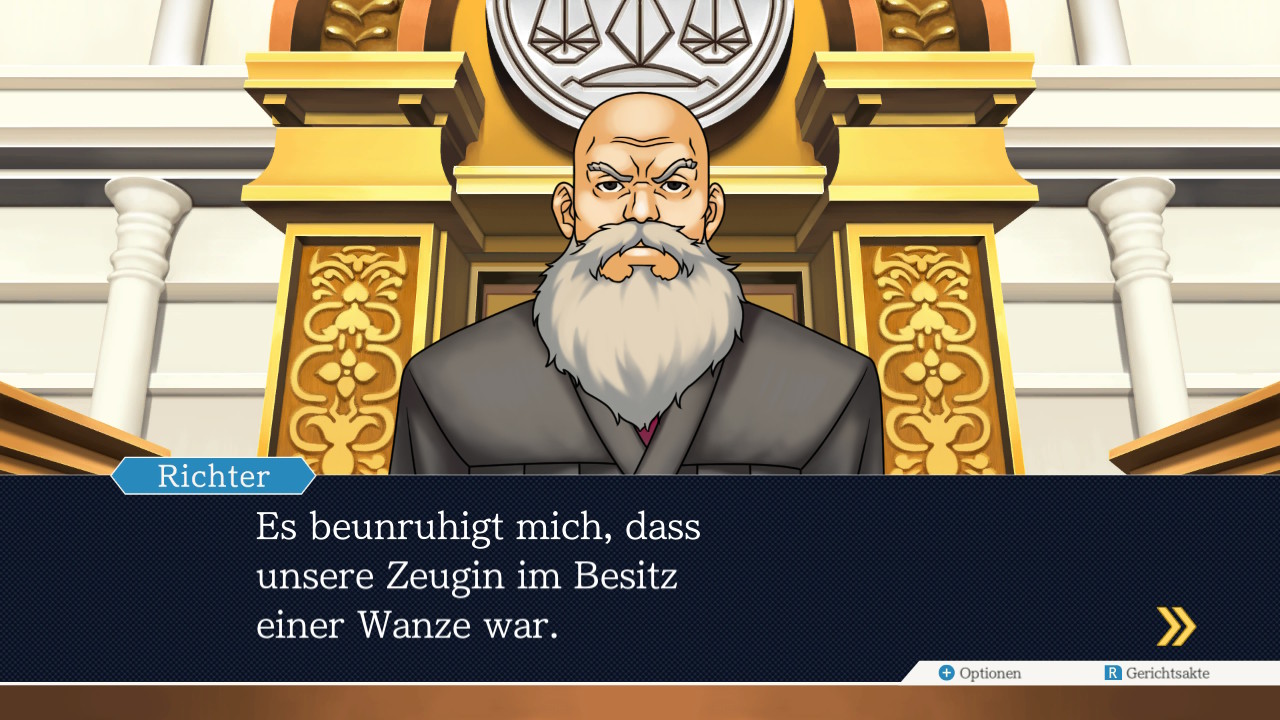 Richter
Es beunruhigt mich, dass
unsere Zeugin im Besitz
einer Wanze war.
+ Optionen
R Gerichtsakte